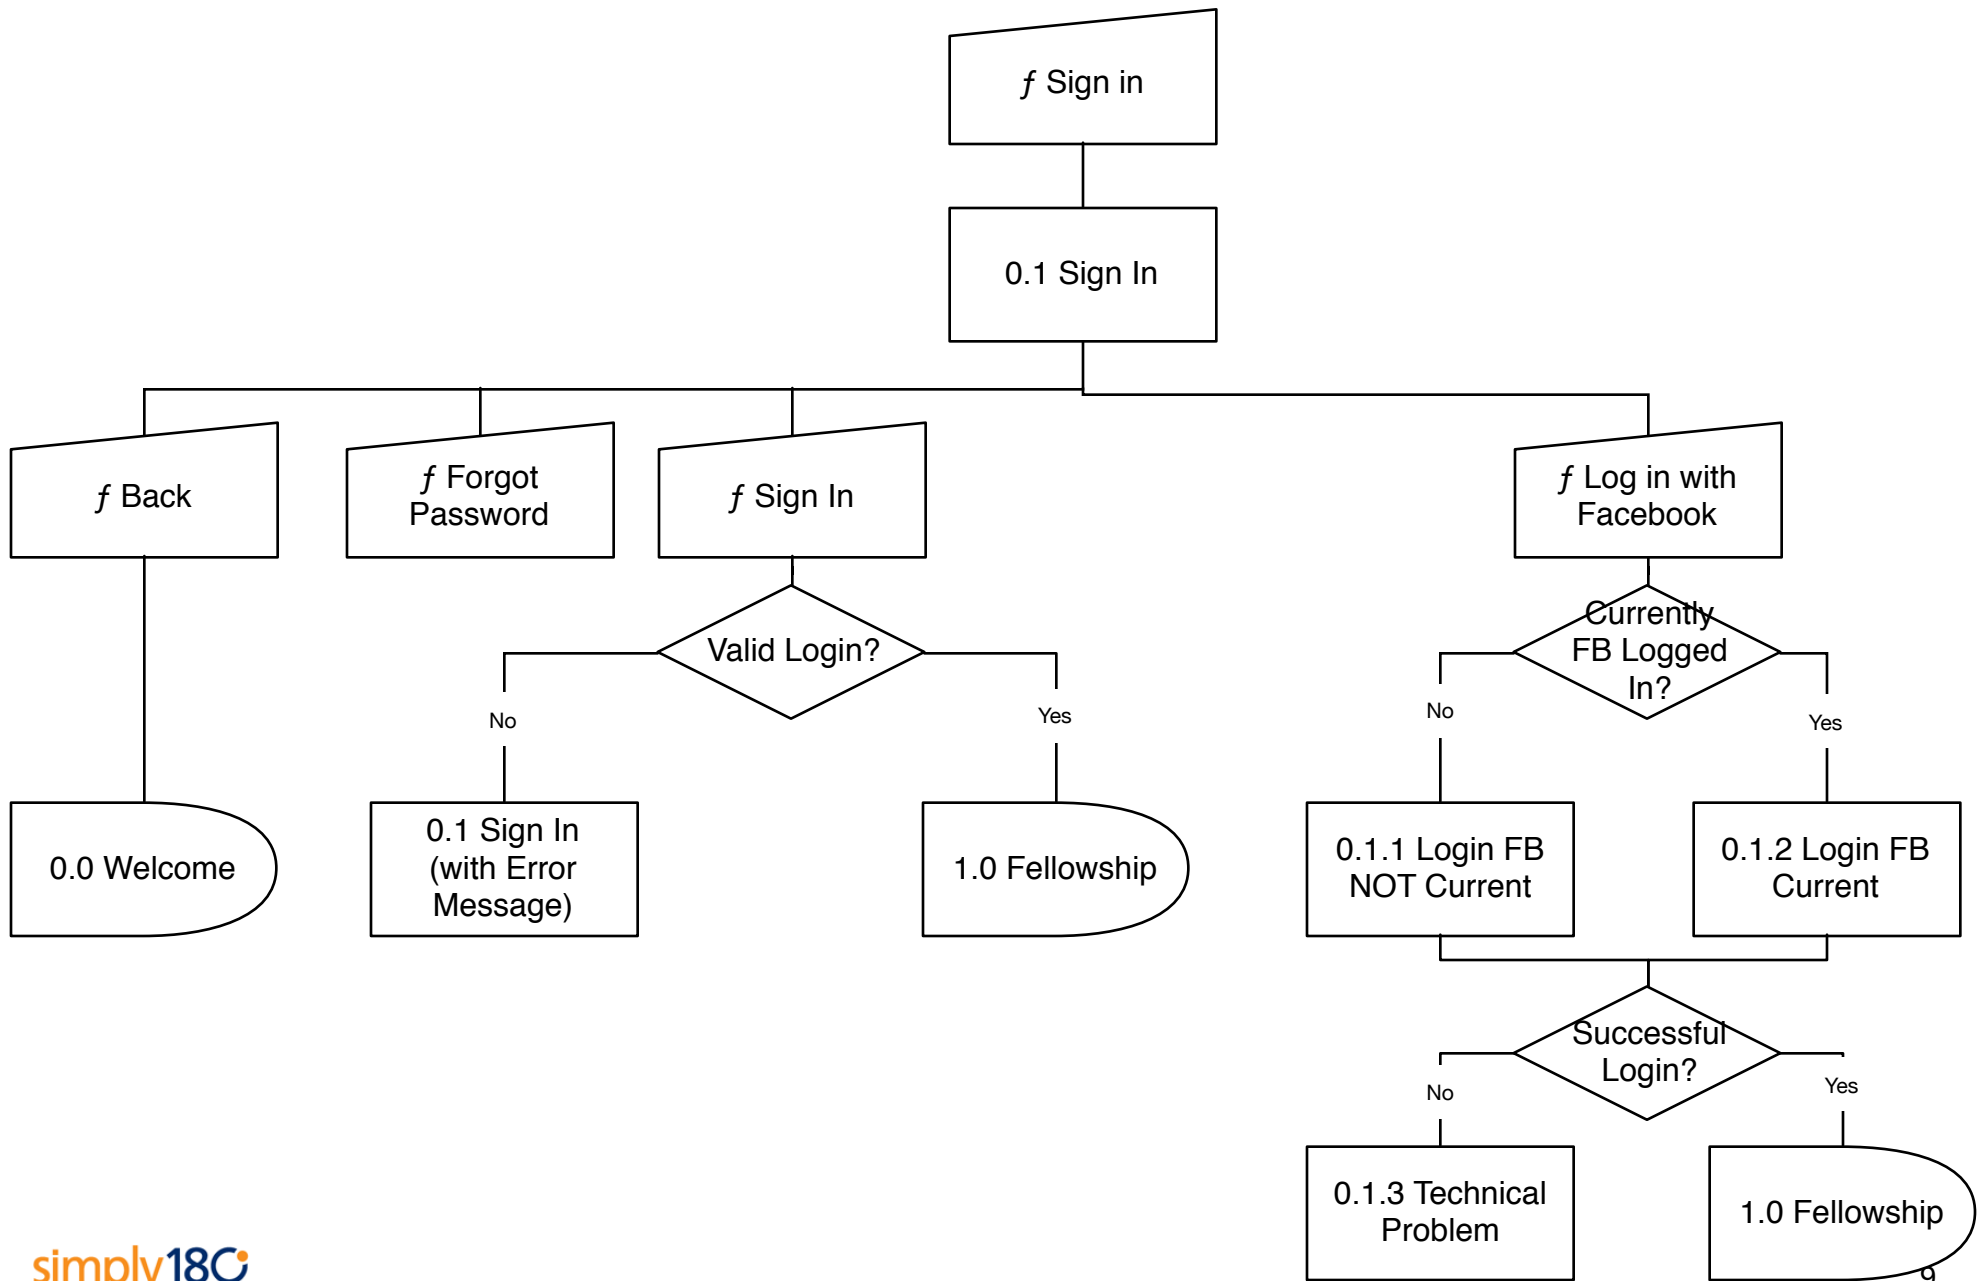 ƒ Sign in
0.1 Sign In
ƒ Back
ƒ Forgot
Password
ƒ Sign In
ƒ Log in with
Facebook
Valid Login?
Currently
FB Logged
In?
No
Yes
No
Yes
0.0 Welcome
0.1 Sign In
(with Error
Message)
1.0 Fellowship
0.1.1 Login FB
NOT Current
0.1.2 Login FB
Current
Successful
Login?
No
Yes
0.1.3 Technical
Problem
1.0 Fellowship